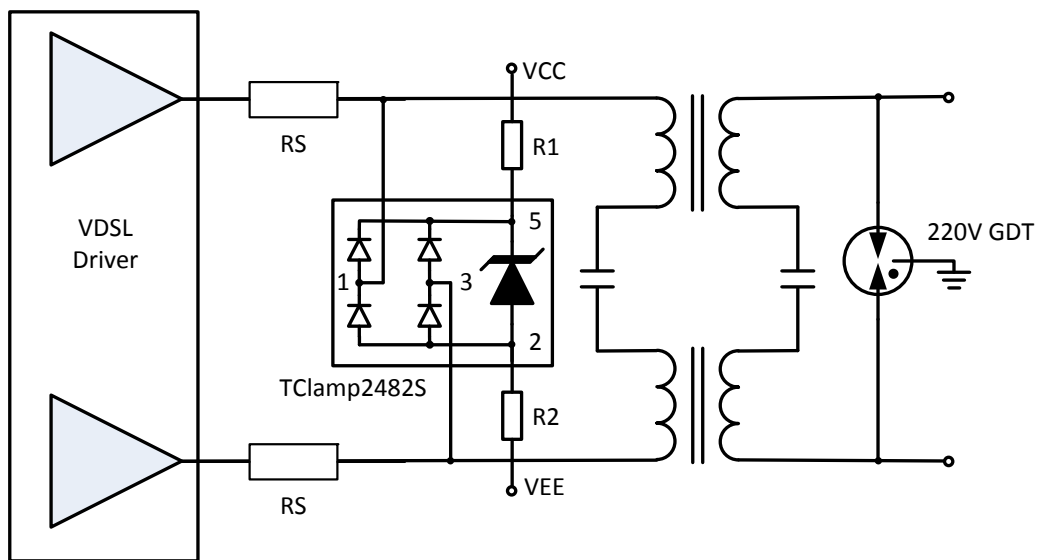 VCC
RS
R1
VDSL
Driver
5
220V GDT
1
3
2
TClamp2482S
R2
RS
VEE